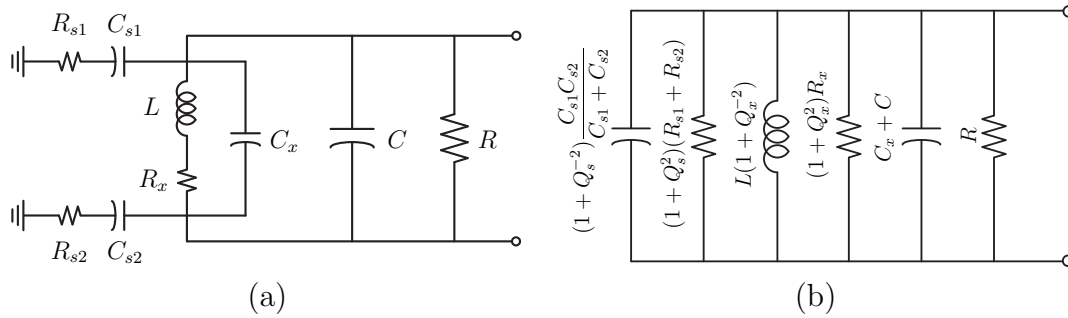 R_{s1} C_{s1}
L
C_x
C
R
R_x
R_{s2} C_{s2}
(a)
(1 + Q_s^{-2}) \frac{C_{s1}C_{s2}}{C_{s1} + C_{s2}}
(1 + Q_s^2)(R_{s1} + R_{s2})
L(1 + Q_x^{-2})
(1 + Q_x^2)R_x
C_x + C
R
(b)